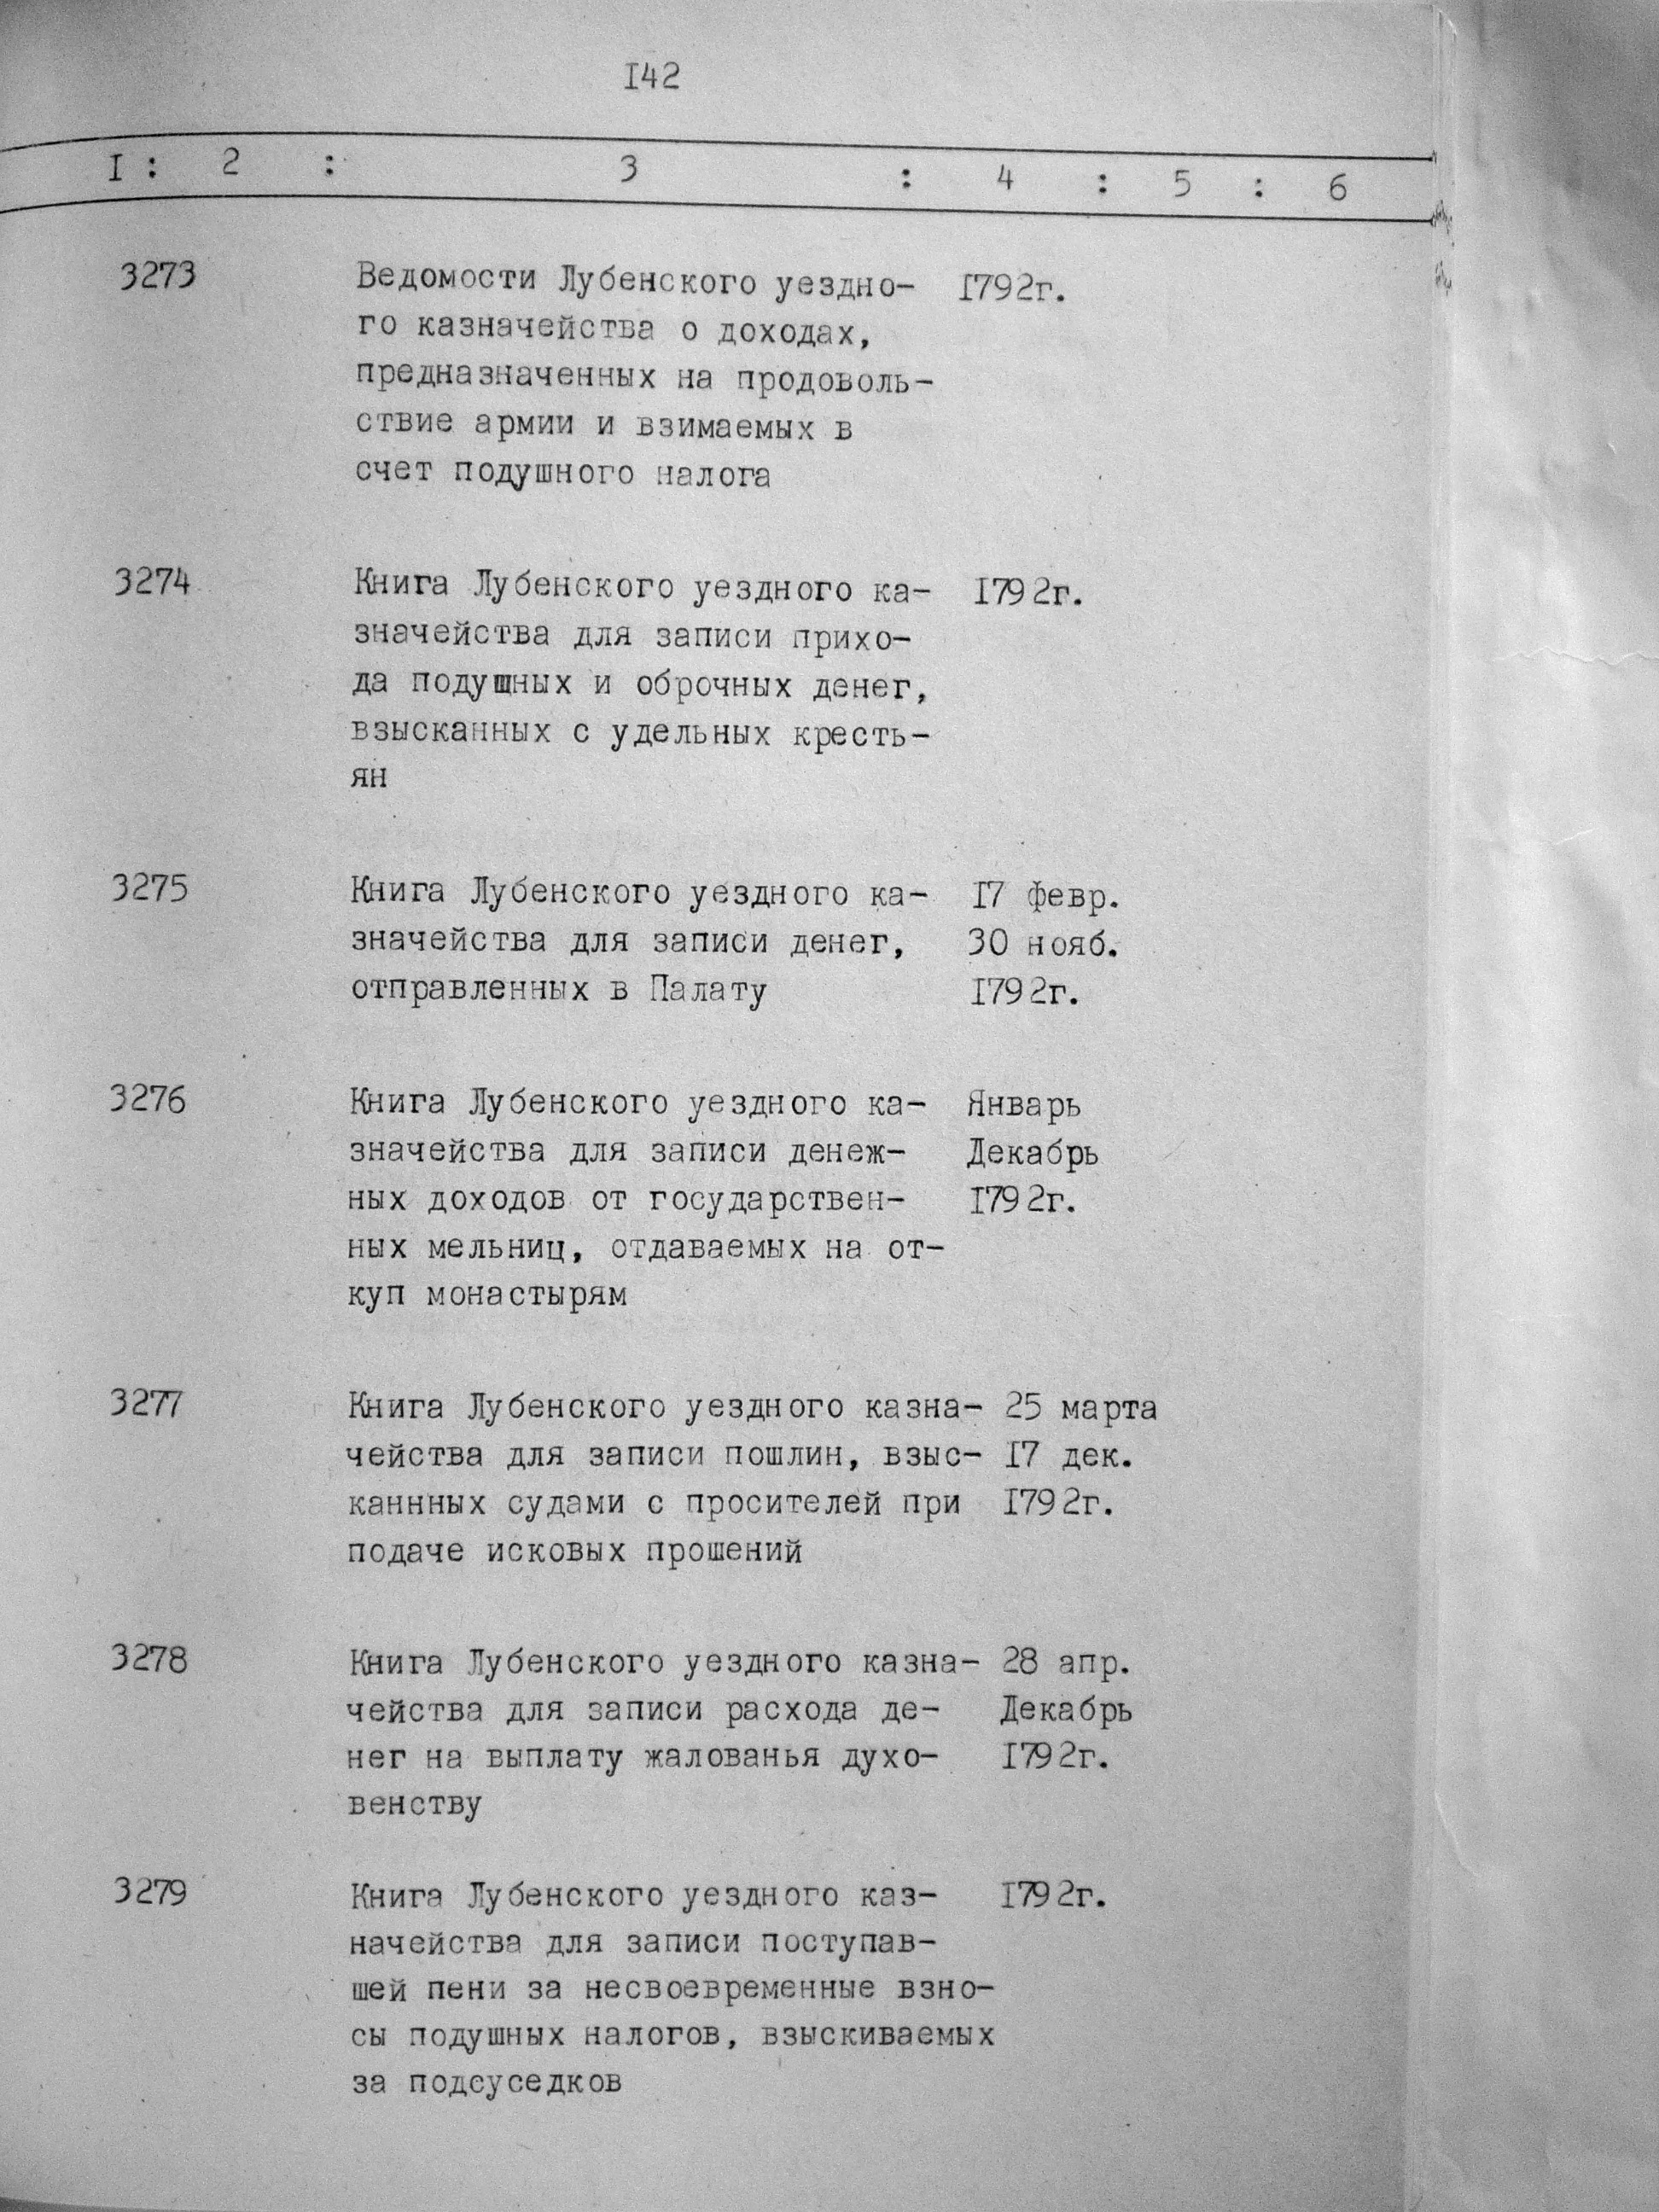 I42
I : 2 : 3 : 4 : 5 : 6
3273 Ведомости Лубенского уездно- I792г.
го казначейства о доходах,
предназначенных на продоволь-
ствие армии и взимаемых в
счет подушного налога
3274 Книга Лубенского уездного ка- I792г.
значейства для записи прихо-
да подушных и оброчных денег,
взысканных с удельных кресть-
ян
3275 Книга Лубенского уездного ка- I7 февр.
значейства для записи денег, 30 нояб.
отправленных в Палату I792г.
3276 Книга Лубенского уездного ка- Январь
значейства для записи денеж- Декабрь
ных доходов от государствен- I792г.
ных мельниц, отдаваемых на от-
куп монастырям
3277 Книга Лубенского уездного казна- 25 марта
чейства для записи пошлин, взыс- I7 дек.
каннных судами с просителей при I792г.
подаче исковых прошений
3278 Книга Лубенского уездного казна- 28 апр.
чейства для записи расхода де- Декабрь
нег на выплату жалованья духо- I792г.
венству
3279 Книга Лубенского уездного каз- I792г.
начейства для записи поступав-
шей пени за несвоевременные взно-
сы подушных налогов, взыскиваемых
за подсуседков